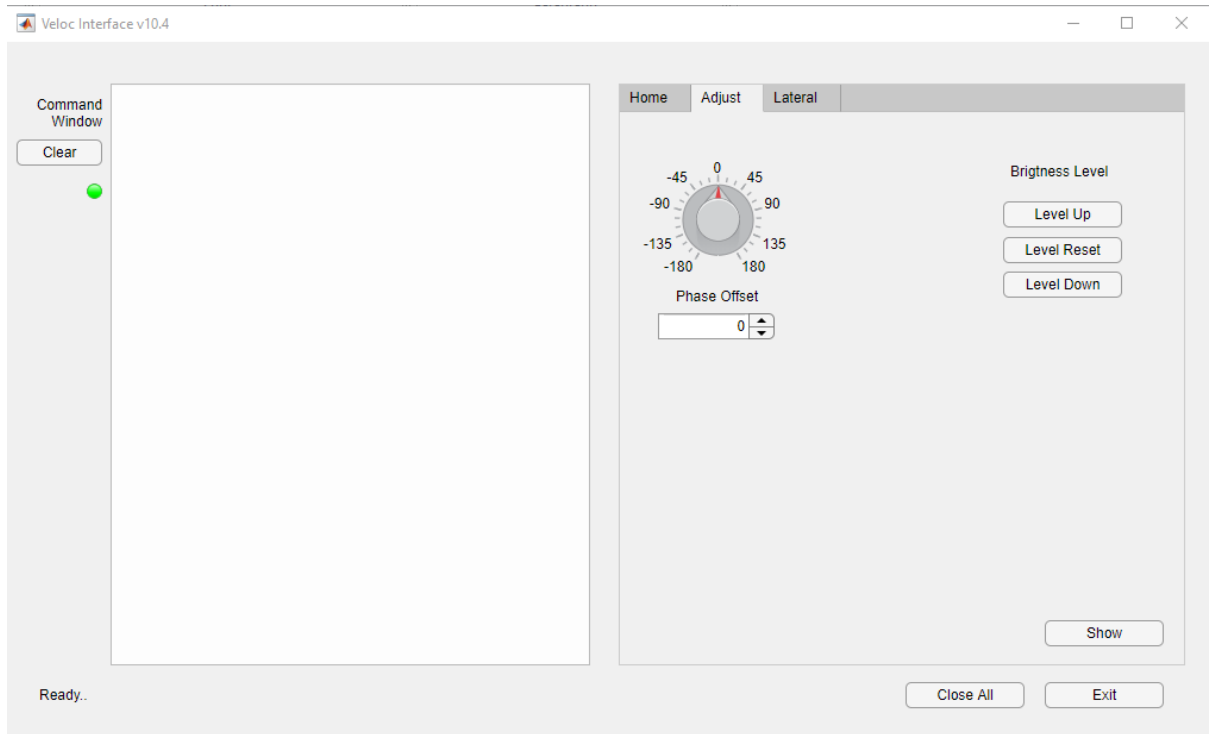 Veloc Interface v10.4
Command
Window
Clear
Home Adjust Lateral
0
-45 45
-90 90
-135 135
-180 180
Phase Offset
0
Brigtness Level
Level Up
Level Reset
Level Down
Show
Ready..
Close All Exit